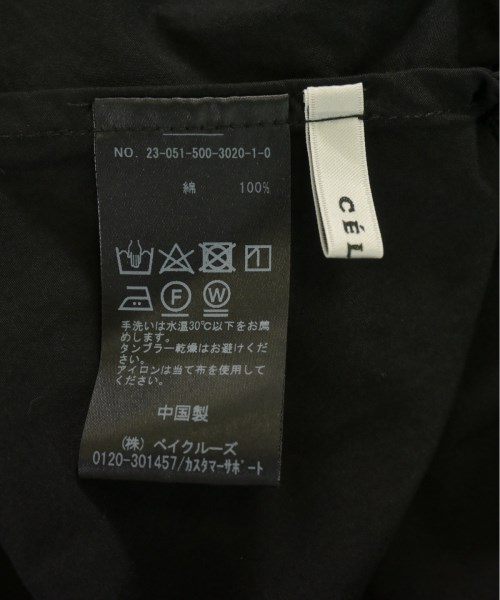 NO. 23-051-500-3020-1-0
綿 100%
CÉL
F W
手洗いは水温30℃以下をお薦
めします。
タンブラー乾燥はお避けくだ
さい。
アイロンは当て布を使用して
ください。
中国製
(株) ベイクルーズ
0120-301457/ｶｽﾀﾏｰｻﾎﾟｰﾄ